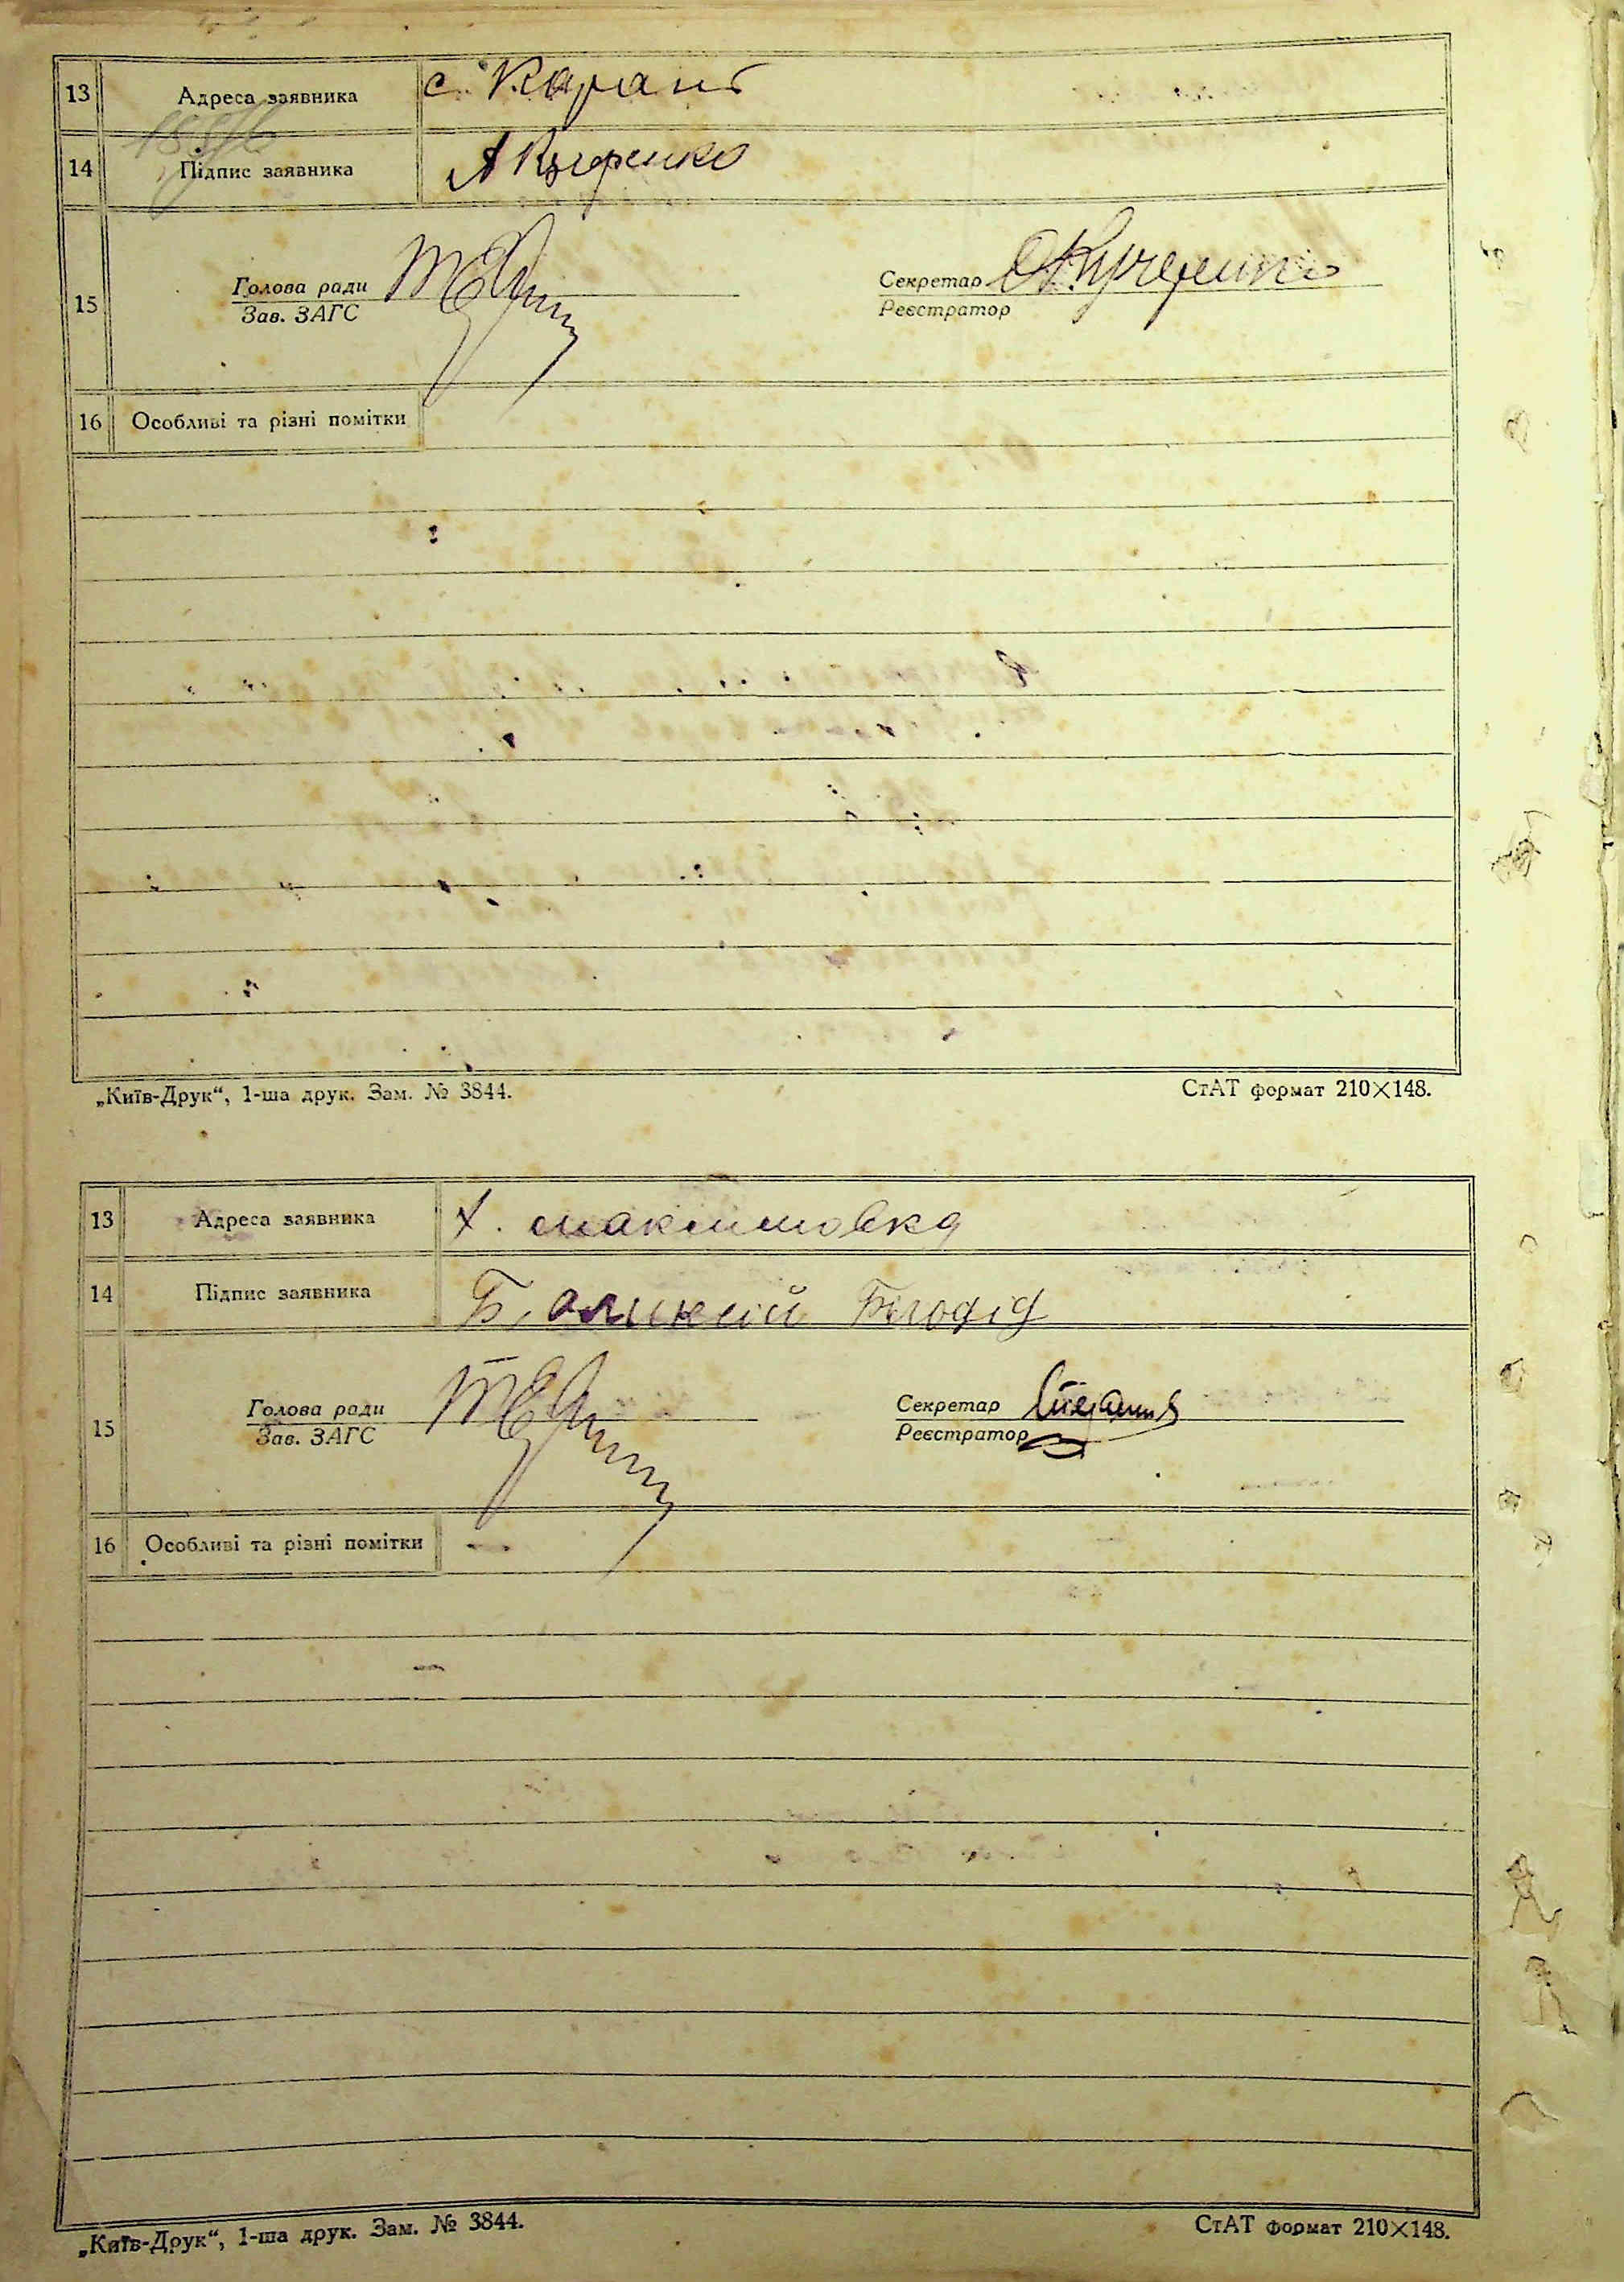 13 Адреса заявника с. Карань
14 Підпис заявника
15
Голова ради
Зав. ЗАГС
Секретар
Реєстратор
16 Особливі та різні помітки
„Київ-Друк“, 1-ша друк. Зам. № 3844. СтАТ формат 210×148.
13 Адреса заявника х. максимовка
14 Підпис заявника Білодід
15
Голова ради
Зав. ЗАГС
Секретар
Реєстратор
16 Особливі та різні помітки
„Київ-Друк“, 1-ша друк. Зам. № 3844. СтАТ формат 210×148.